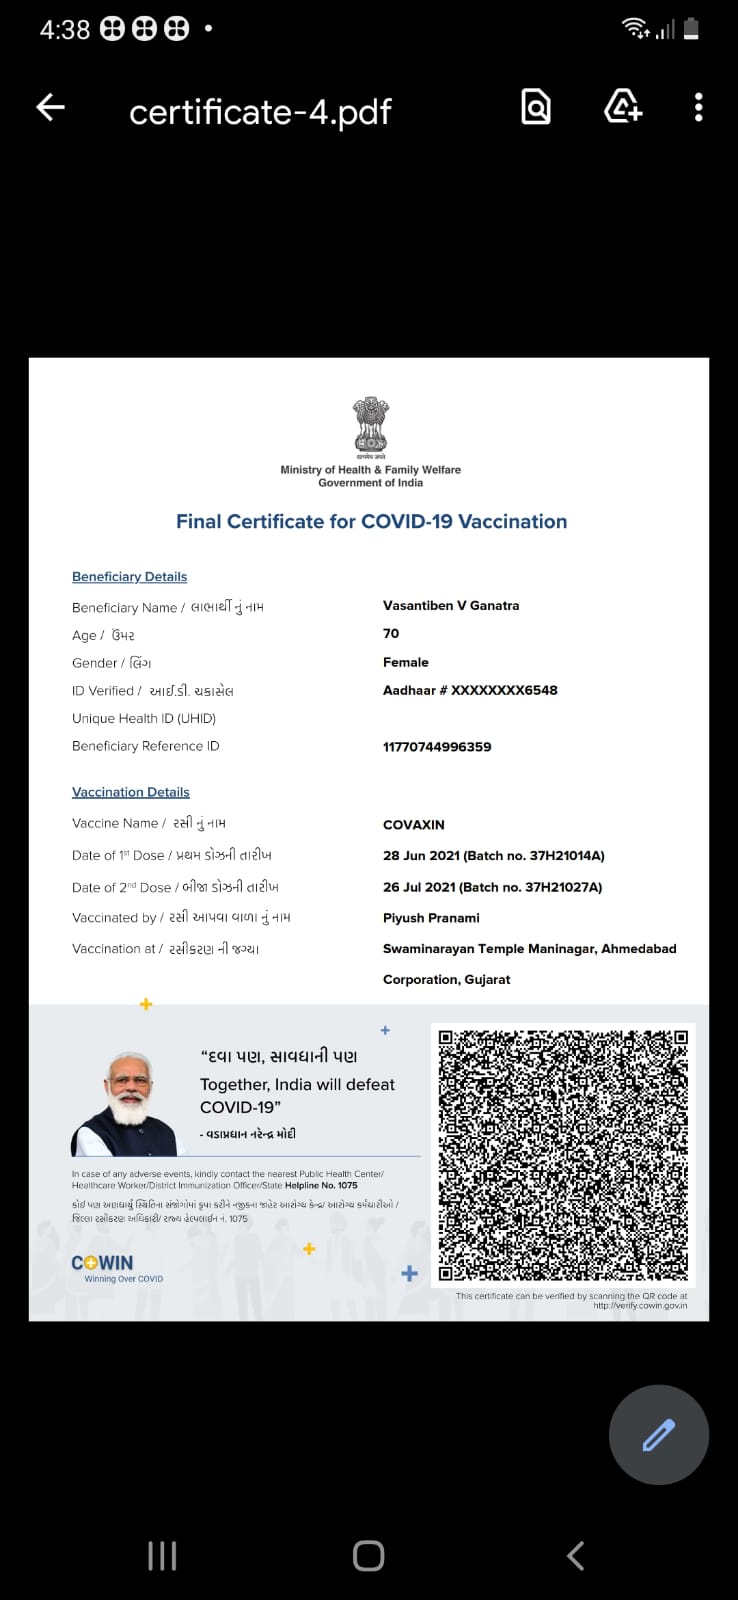 4:38
certificate-4.pdf
सत्यमेव जयते
Ministry of Health & Family Welfare
Government of India
Final Certificate for COVID-19 Vaccination
Beneficiary Details
Beneficiary Name / લાભાર્થી નું નામ Vasantiben V Ganatra
Age / ઉંમર 70
Gender / લિંગ Female
ID Verified / આઈ.ડી. ચકાસેલ Aadhaar # XXXXXXXX6548
Unique Health ID (UHID)
Beneficiary Reference ID 11770744996359
Vaccination Details
Vaccine Name / રસી નું નામ COVAXIN
Date of 1st Dose / પ્રથમ ડોઝની તારીખ 28 Jun 2021 (Batch no. 37H21014A)
Date of 2nd Dose / બીજા ડોઝની તારીખ 26 Jul 2021 (Batch no. 37H21027A)
Vaccinated by / રસી આપવા વાળા નું નામ Piyush Pranami
Vaccination at / રસીકરણ ની જગ્યા Swaminarayan Temple Maninagar, Ahmedabad
Corporation, Gujarat
“દવા પણ, સાવધાની પણ
Together, India will defeat
COVID-19”
- વડાપ્રધાન નરેન્દ્ર મોદી
In case of any adverse events, kindly contact the nearest Public Health Center/
Healthcare Worker/District Immunization Officer/State Helpline No. 1075
કોઈ પણ અણધાર્યું સ્થિતિના સંજોગોમાં કૃપા કરીને નજીકના જાહેર આરોગ્ય કેન્દ્ર/ આરોગ્ય કર્મચારીઓ /
જિલ્લા રસીકરણ અધિકારી/ રાજ્ય હેલ્પલાઈન નં. 1075
COWIN
Winning Over COVID
This certificate can be verified by scanning the QR code at
http://verify.cowin.gov.in